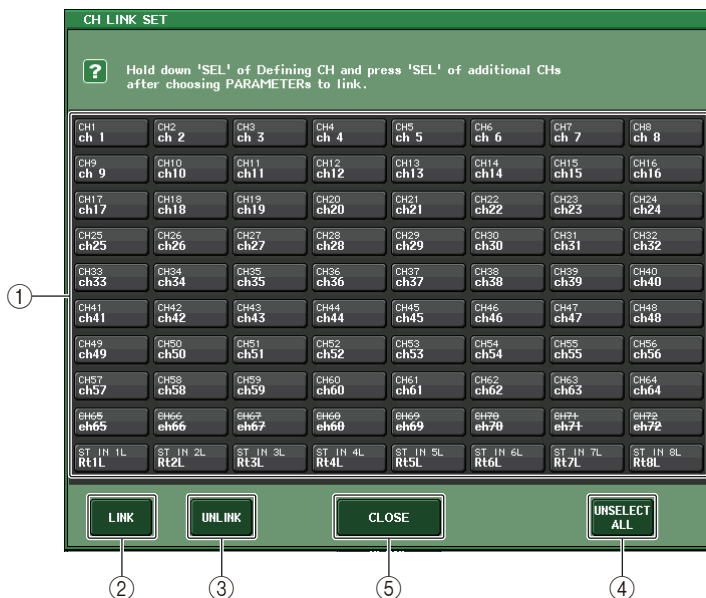 CH LINK SET
? Hold down 'SEL' of Defining CH and press 'SEL' of additional CHs
after choosing PARAMETERs to link.
CH1 CH2 CH3 CH4 CH5 CH6 CH7 CH8
ch 1 ch 2 ch 3 ch 4 ch 5 ch 6 ch 7 ch 8
CH9 CH10 CH11 CH12 CH13 CH14 CH15 CH16
ch 9 ch10 ch11 ch12 ch13 ch14 ch15 ch16
CH17 CH18 CH19 CH20 CH21 CH22 CH23 CH24
ch17 ch18 ch19 ch20 ch21 ch22 ch23 ch24
CH25 CH26 CH27 CH28 CH29 CH30 CH31 CH32
ch25 ch26 ch27 ch28 ch29 ch30 ch31 ch32
CH33 CH34 CH35 CH36 CH37 CH38 CH39 CH40
ch33 ch34 ch35 ch36 ch37 ch38 ch39 ch40
①
CH41 CH42 CH43 CH44 CH45 CH46 CH47 CH48
ch41 ch42 ch43 ch44 ch45 ch46 ch47 ch48
CH49 CH50 CH51 CH52 CH53 CH54 CH55 CH56
ch49 ch50 ch51 ch52 ch53 ch54 ch55 ch56
CH57 CH58 CH59 CH60 CH61 CH62 CH63 CH64
ch57 ch58 ch59 ch60 ch61 ch62 ch63 ch64
CH65 CH66 CH67 CH68 CH69 CH70 CH71 CH72
ch65 ch66 ch67 ch68 ch69 ch70 ch71 ch72
ST IN 1L ST IN 2L ST IN 3L ST IN 4L ST IN 5L ST IN 6L ST IN 7L ST IN 8L
Rt1L Rt2L Rt3L Rt4L Rt5L Rt6L Rt7L Rt8L
LINK UNLINK CLOSE UNSELECT
ALL
② ③ ⑤ ④